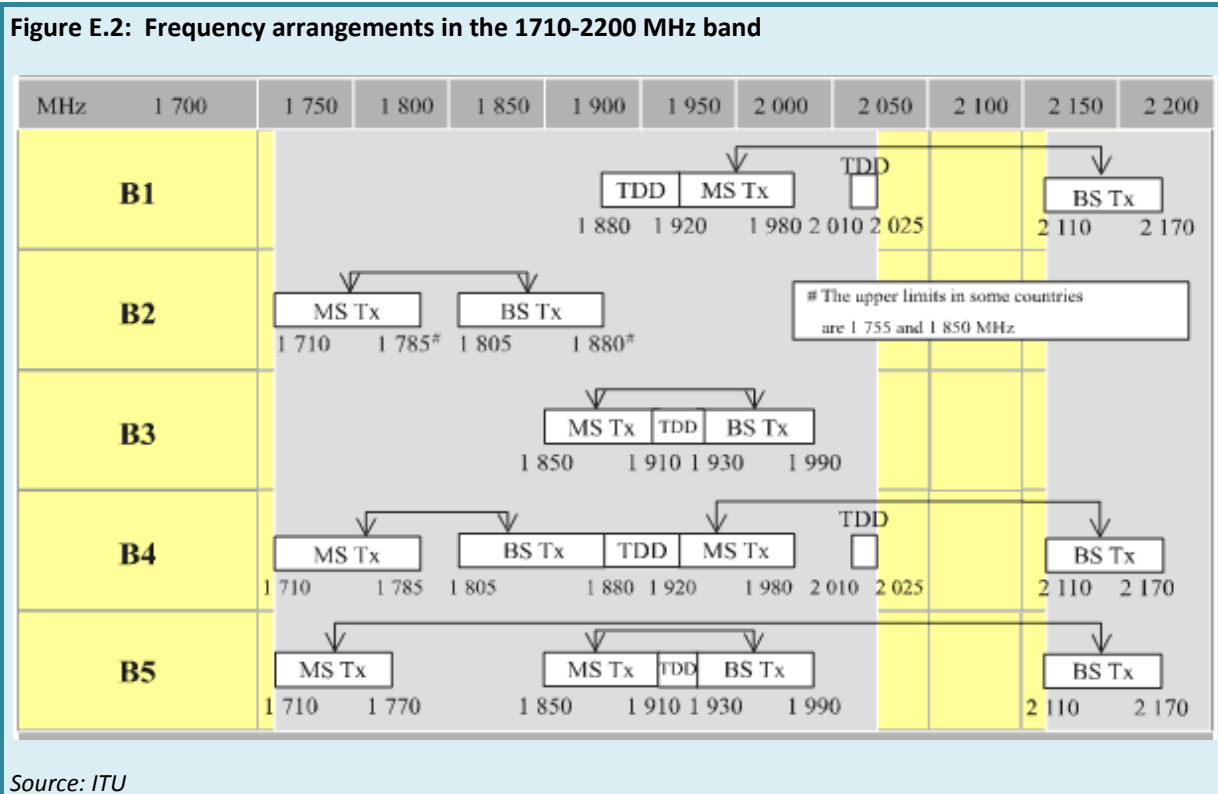 Figure E.2: Frequency arrangements in the 1710-2200 MHz band
MHz 1 700 1 750 1 800 1 850 1 900 1 950 2 000 2 050 2 100 2 150 2 200
TDD
B1 TDD MS Tx BS Tx
1 880 1 920 1 980 2 010 2 025 2 110 2 170
# The upper limits in some countries
are 1 755 and 1 850 MHz
B2 MS Tx BS Tx
1 710 1 785# 1 805 1 880#
B3 MS Tx TDD BS Tx
1 850 1 910 1 930 1 990
TDD
B4 MS Tx BS Tx TDD MS Tx BS Tx
1 710 1 785 1 805 1 880 1 920 1 980 2 010 2 025 2 110 2 170
B5 MS Tx MS Tx TDD BS Tx BS Tx
1 710 1 770 1 850 1 910 1 930 1 990 2 110 2 170
Source: ITU